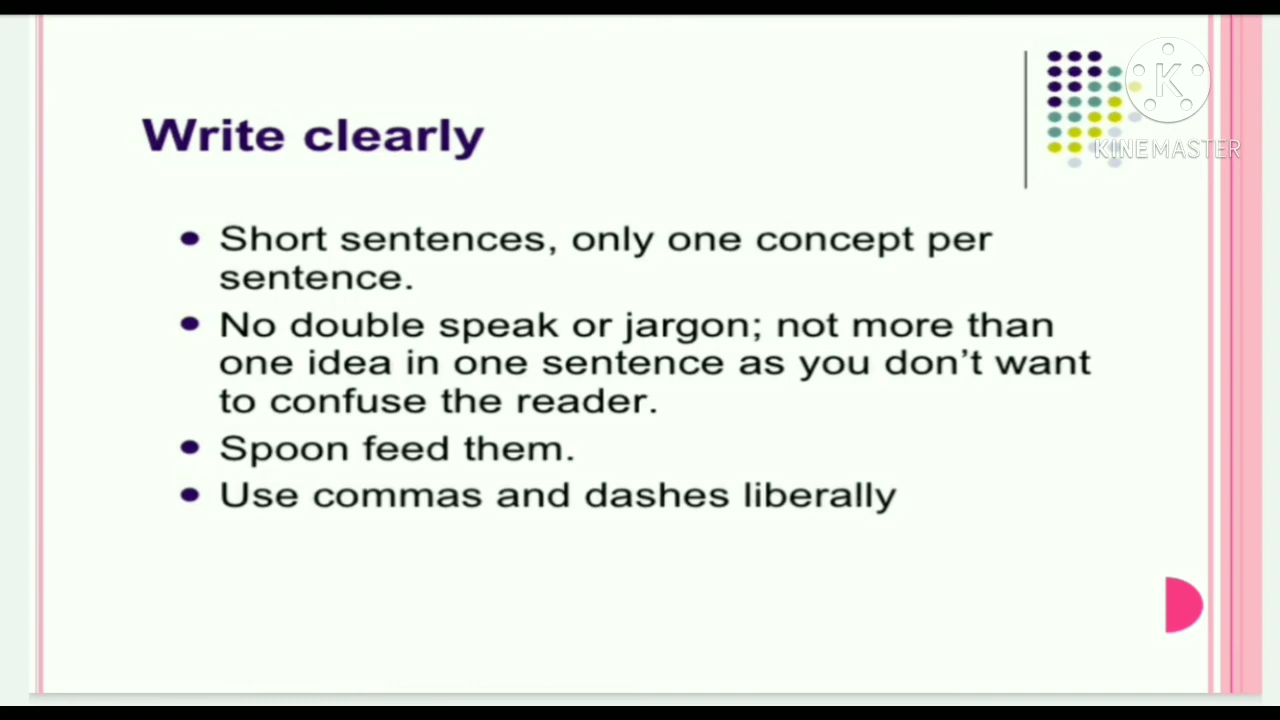 Write clearly
K
KINEMASTER
Short sentences, only one concept per
sentence.
No double speak or jargon; not more than
one idea in one sentence as you don't want
to confuse the reader.
Spoon feed them.
Use commas and dashes liberally